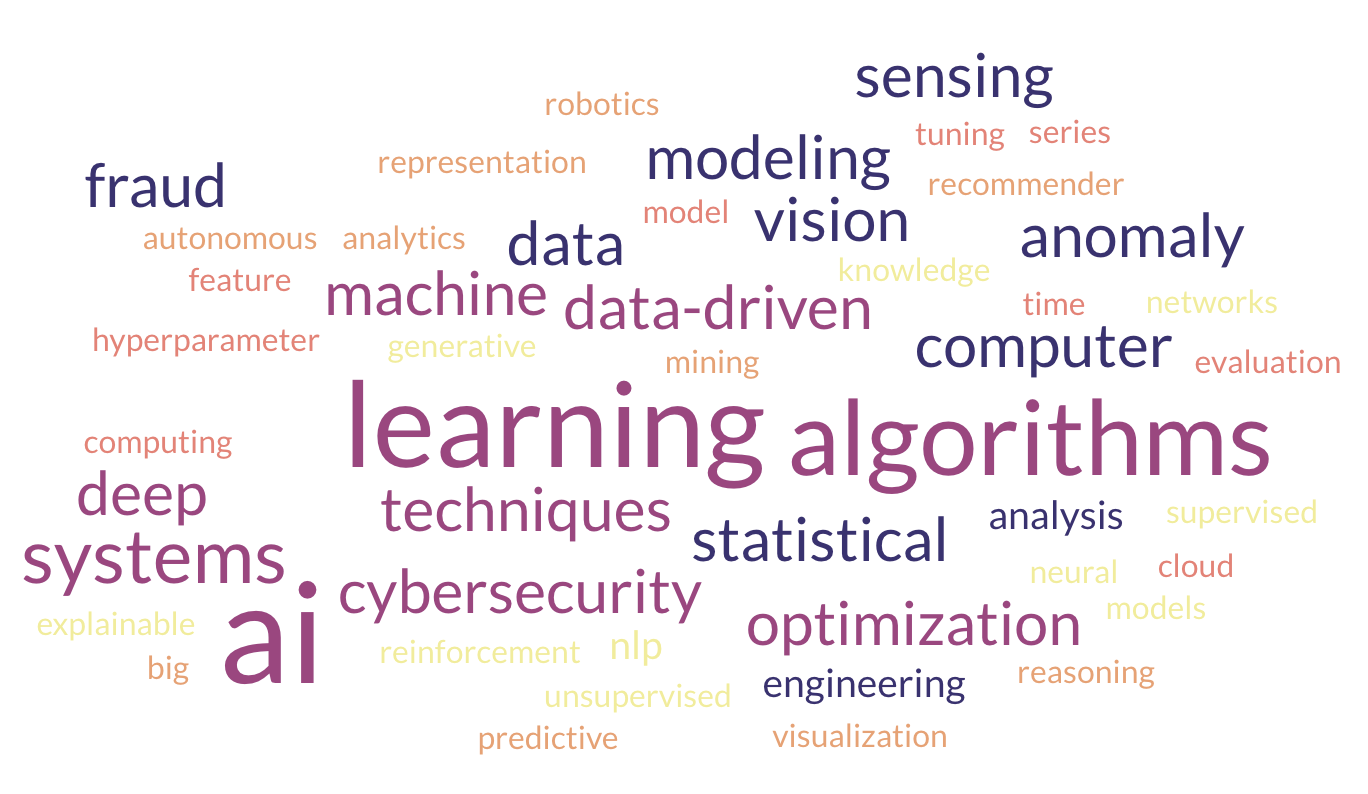 sensing
robotics
tuning series
modeling
representation
fraud
recommender
model
vision
autonomous analytics
data
anomaly
knowledge
feature
machine
data-driven
time
networks
hyperparameter
generative
mining
computer
evaluation
learning
algorithms
computing
deep
techniques
analysis
supervised
statistical
systems
cybersecurity
neural
cloud
explainable
ai
optimization
models
reinforcement
nlp
big
engineering
reasoning
unsupervised
predictive
visualization